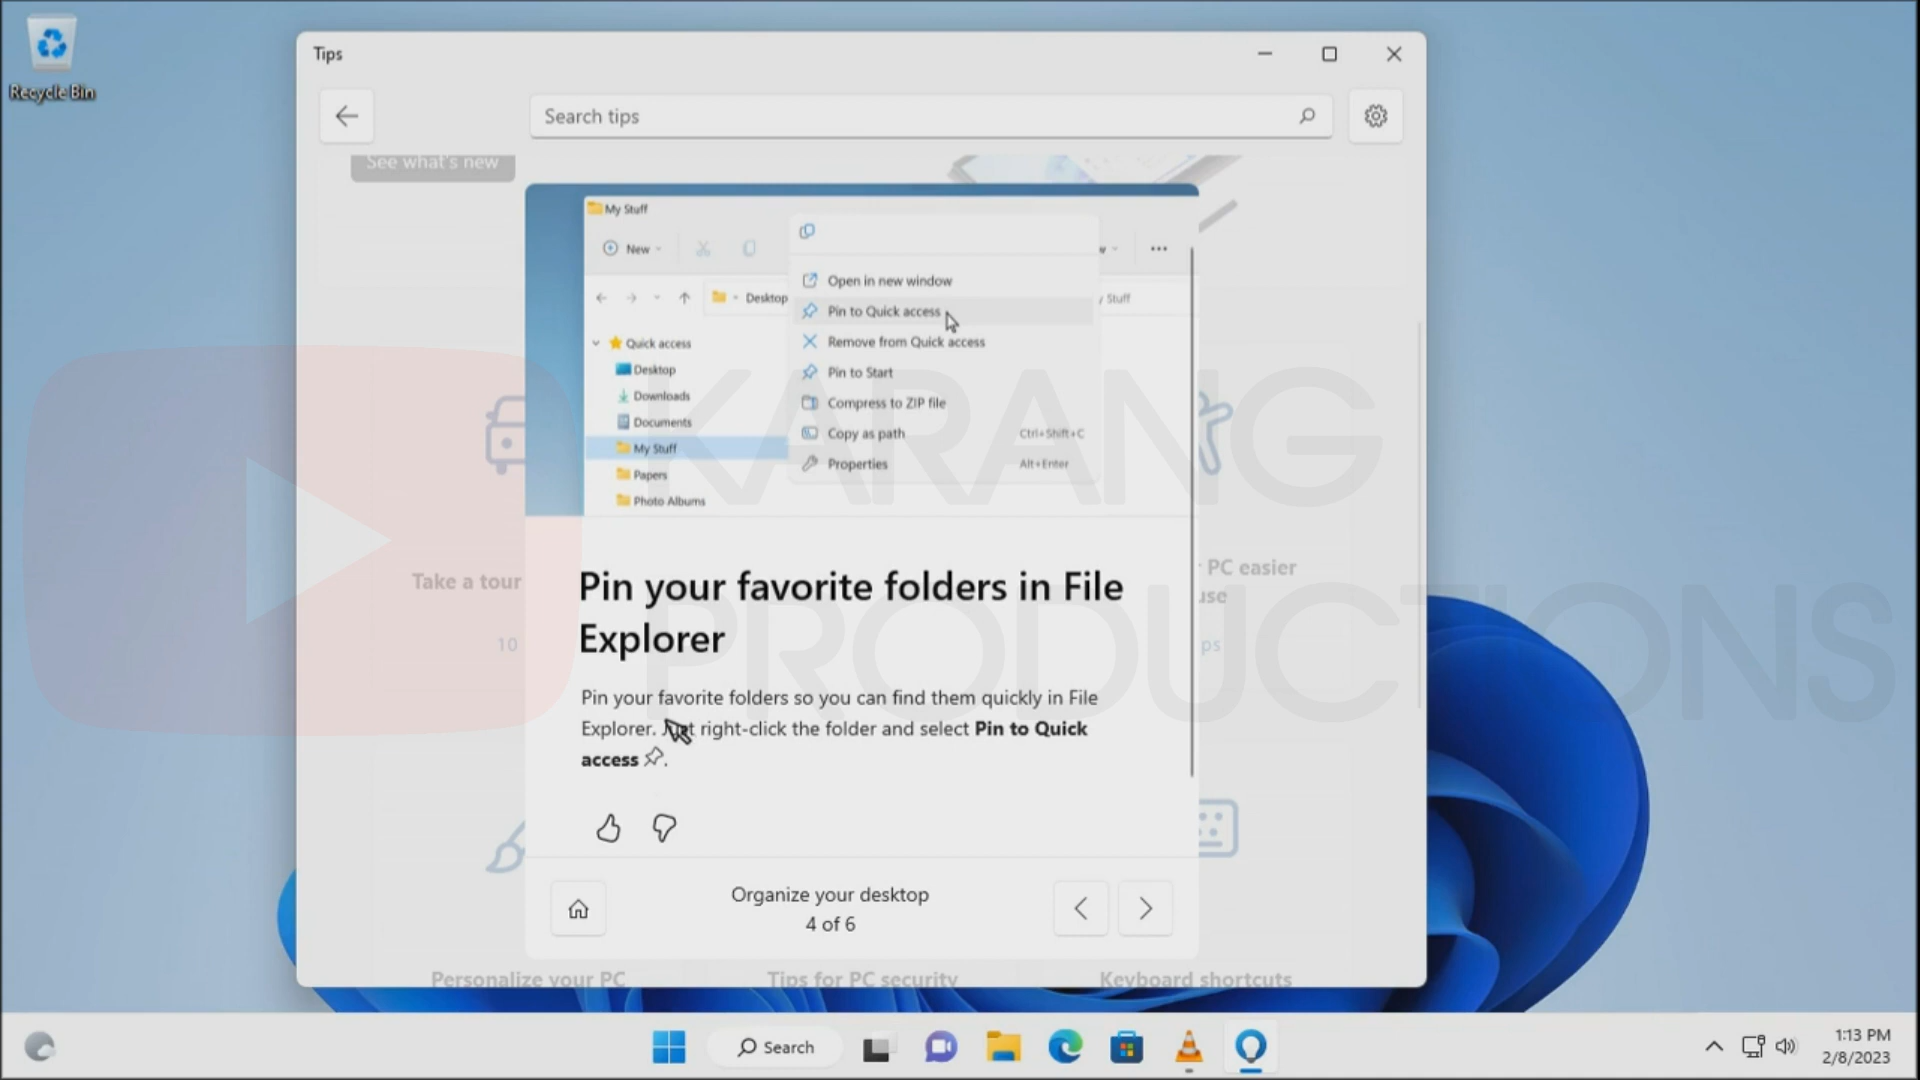 Recycle Bin
Tips
Search tips
See what's new
My Stuff
New
Open in new window
Desktop
Pin to Quick access
Remove from Quick access
Pin to Start
Compress to ZIP file
Copy as path Ctrl+Shift+C
Properties Alt+Enter
Stuff
Quick access
Desktop
Downloads
Documents
My Stuff
Papers
Photo Albums
KARANG
PRODUCTIONS
Take a tour
10
PC easier
Pin your favorite folders in File
Explorer
Pin your favorite folders so you can find them quickly in File
Explorer. Just right-click the folder and select Pin to Quick
access
Organize your desktop
4 of 6
Personalize your PC
Tips for PC security
Keyboard shortcuts
Search
1:13 PM
2/8/2023